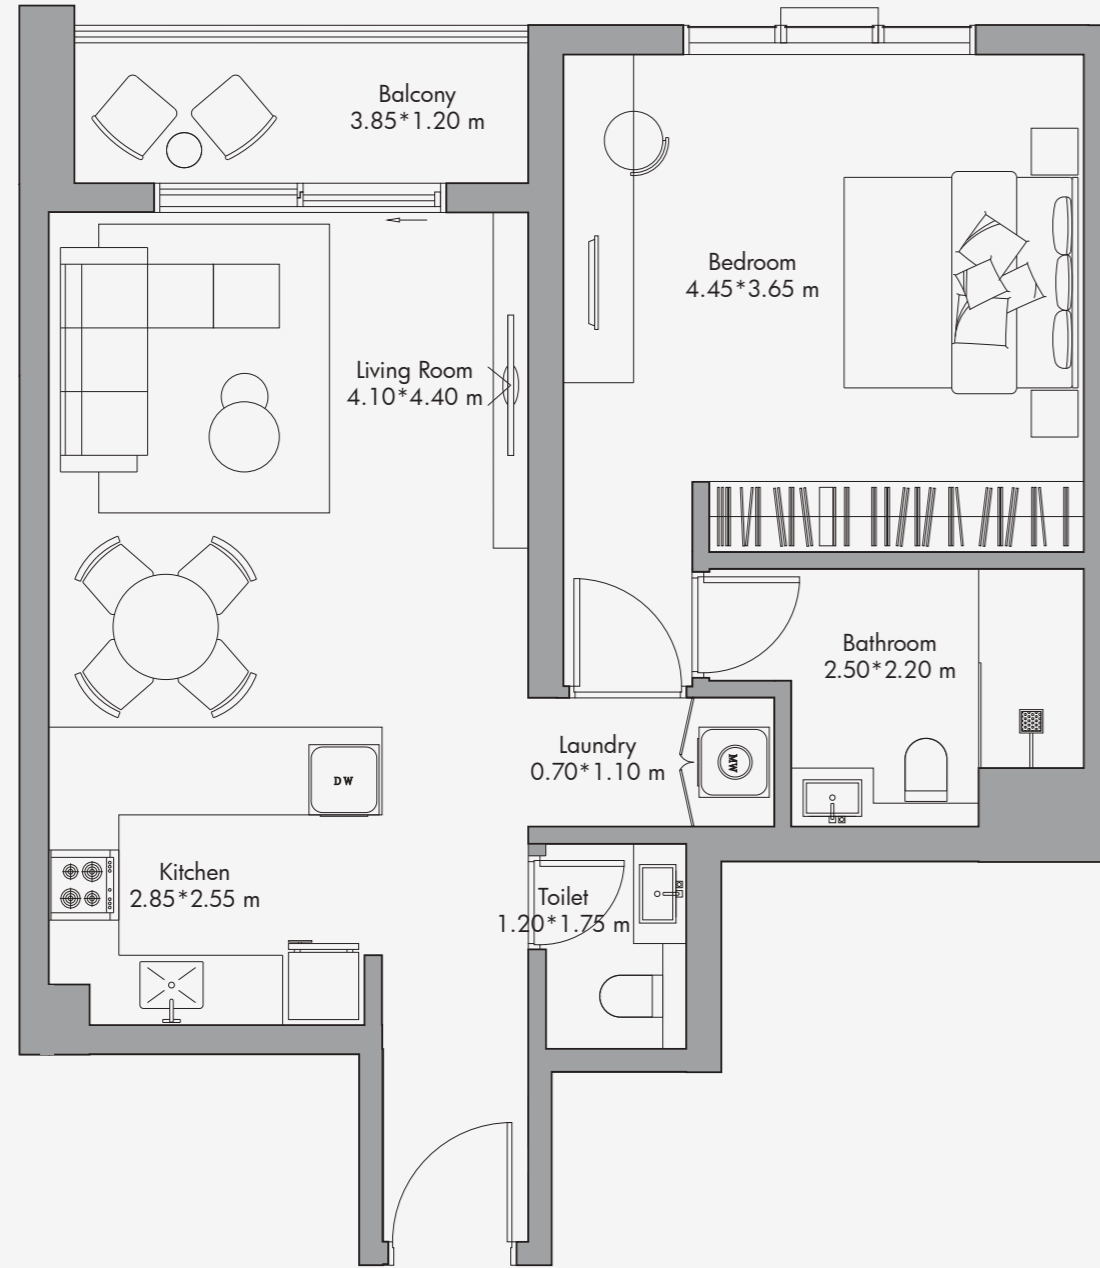 Balcony
3.85*1.20 m
Bedroom
4.45*3.65 m
Living Room
4.10*4.40 m
Bathroom
2.50*2.20 m
Laundry
0.70*1.10 m
MW
DW
Kitchen
2.85*2.55 m
Toilet
1.20*1.75 m